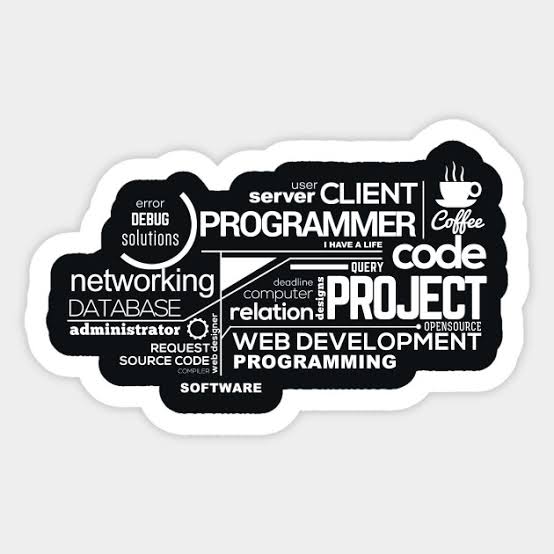 user
server CLIENT
error
DEBUG
solutions
PROGRAMMER
Coffee
I HAVE A LIFE
code
QUERY
networking
deadline
computer
designs
PROJECT
DATABASE
relation
administrator
web designer
OPENSOURCE
REQUEST
WEB DEVELOPMENT
SOURCE CODE
PROGRAMMING
COMPILER
SOFTWARE